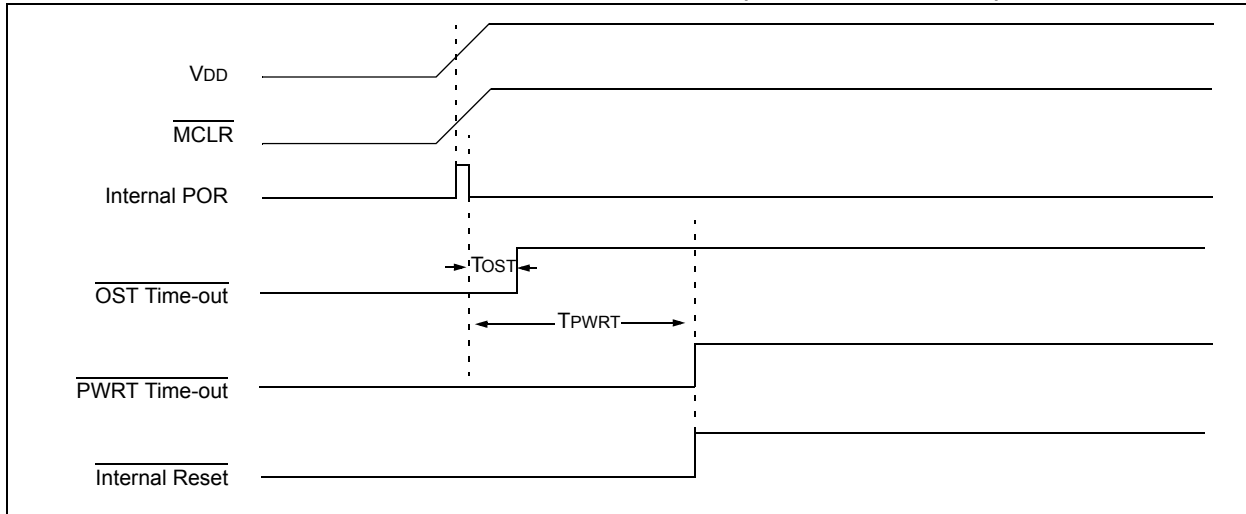 VDD
MCLR
Internal POR
TOST
OST Time-out
TPWRT
PWRT Time-out
Internal Reset